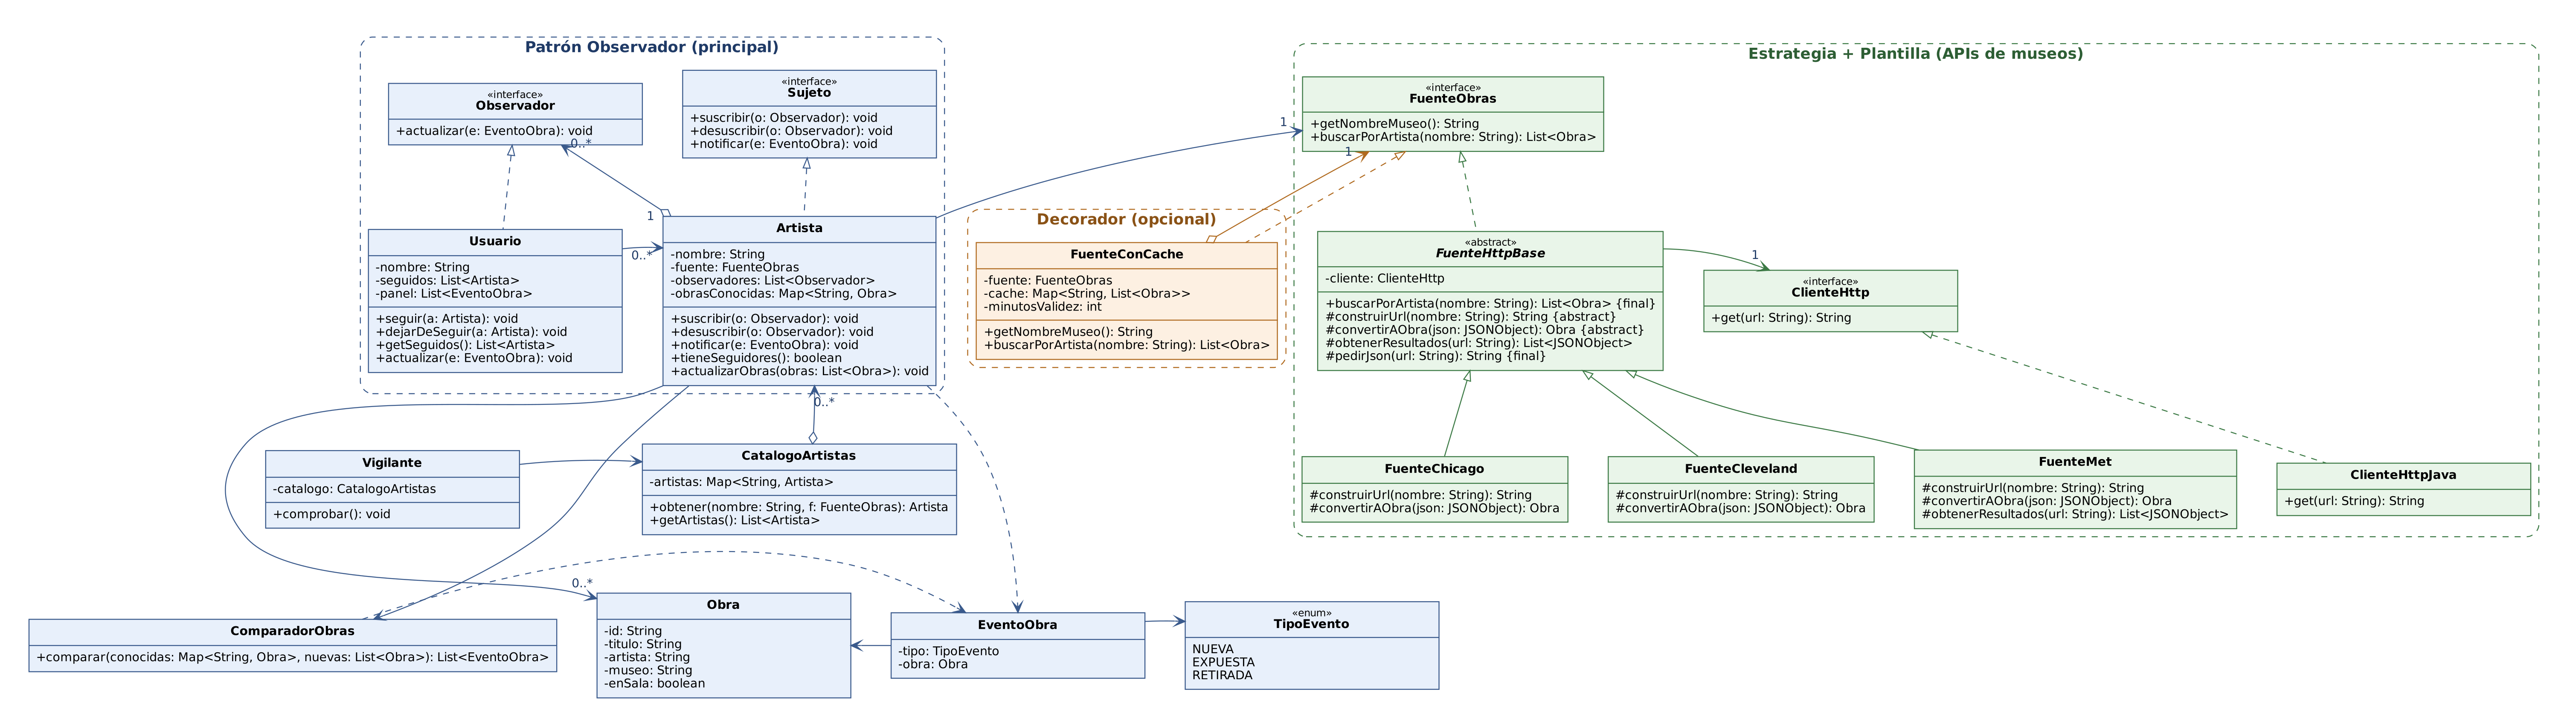 Patrón Observador (principal)
«interface»
Observador
+actualizar(e: EventoObra): void
0..*
«interface»
Sujeto
+suscribir(o: Observador): void
+desuscribir(o: Observador): void
+notificar(e: EventoObra): void
1
Usuario
-nombre: String
-seguidos: List<Artista>
-panel: List<EventoObra>
+seguir(a: Artista): void
+dejarDeSeguir(a: Artista): void
+getSeguidos(): List<Artista>
+actualizar(e: EventoObra): void
0..*
Artista
-nombre: String
-fuente: FuenteObras
-observadores: List<Observador>
-obrasConocidas: Map<String, Obra>
+suscribir(o: Observador): void
+desuscribir(o: Observador): void
+notificar(e: EventoObra): void
+tieneSeguidores(): boolean
+actualizarObras(obras: List<Obra>): void
0..*
Decorador (opcional)
FuenteConCache
-fuente: FuenteObras
-cache: Map<String, List<Obra>>
-minutosValidez: int
+getNombreMuseo(): String
+buscarPorArtista(nombre: String): List<Obra>
Estrategia + Plantilla (APIs de museos)
1
«interface»
FuenteObras
+getNombreMuseo(): String
+buscarPorArtista(nombre: String): List<Obra>
1
«abstract»
FuenteHttpBase
-cliente: ClienteHttp
+buscarPorArtista(nombre: String): List<Obra> {final}
#construirUrl(nombre: String): String {abstract}
#convertirAObra(json: JSONObject): Obra {abstract}
#obtenerResultados(url: String): List<JSONObject>
#pedirJson(url: String): String {final}
1
«interface»
ClienteHttp
+get(url: String): String
FuenteChicago
#construirUrl(nombre: String): String
#convertirAObra(json: JSONObject): Obra
FuenteCleveland
#construirUrl(nombre: String): String
#convertirAObra(json: JSONObject): Obra
FuenteMet
#construirUrl(nombre: String): String
#convertirAObra(json: JSONObject): Obra
#obtenerResultados(url: String): List<JSONObject>
ClienteHttpJava
+get(url: String): String
Vigilante
-catalogo: CatalogoArtistas
+comprobar(): void
CatalogoArtistas
-artistas: Map<String, Artista>
+obtener(nombre: String, f: FuenteObras): Artista
+getArtistas(): List<Artista>
ComparadorObras
+comparar(conocidas: Map<String, Obra>, nuevas: List<Obra>): List<EventoObra>
0..*
Obra
-id: String
-titulo: String
-artista: String
-museo: String
-enSala: boolean
EventoObra
-tipo: TipoEvento
-obra: Obra
«enum»
TipoEvento
NUEVA
EXPUESTA
RETIRADA